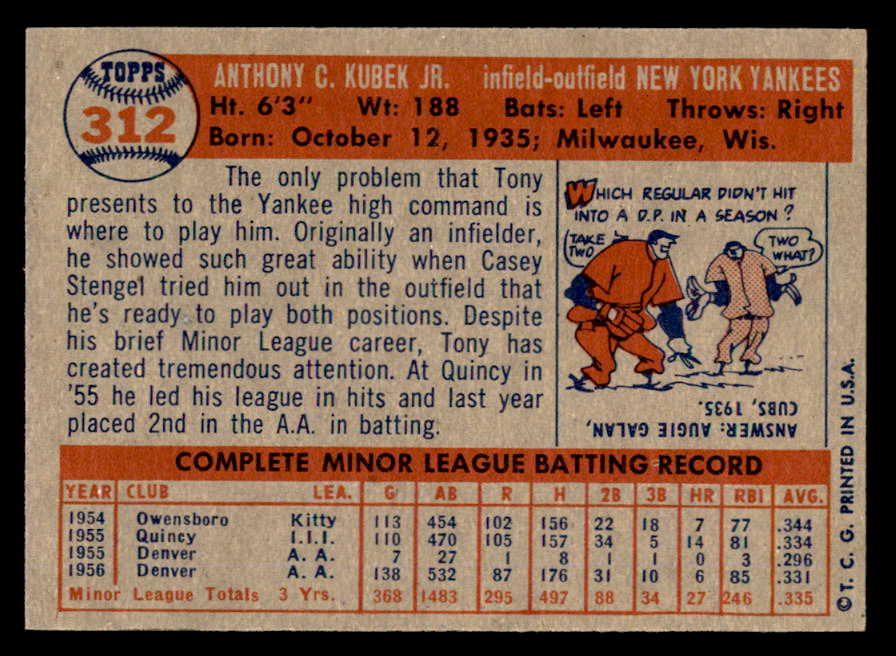 TOPPS
312
ANTHONY C. KUBEK JR. infield-outfield NEW YORK YANKEES
Ht. 6'3" Wt: 188 Bats: Left Throws: Right
Born: October 12, 1935; Milwaukee, Wis.
The only problem that Tony
presents to the Yankee high command is
where to play him. Originally an infielder,
he showed such great ability when Casey
Stengel tried him out in the outfield that
he's ready to play both positions. Despite
his brief Minor League career, Tony has
created tremendous attention. At Quincy in
'55 he led his league in hits and last year
placed 2nd in the A.A. in batting.
WHICH REGULAR DIDN'T HIT
INTO A D.P. IN A SEASON?
TAKE
TWO
TWO
WHAT?
ANSWER: AUGIE GALAN,
CUBS, 1935.
COMPLETE MINOR LEAGUE BATTING RECORD
YEAR CLUB LEA. G AB R H 2B 3B HR RBI AVG.
1954 Owensboro Kitty 113 454 102 156 22 18 7 77 .344
1955 Quincy I.I.I. 110 470 105 157 34 5 14 81 .334
1955 Denver A. A. 7 27 1 8 1 1 0 3 .296
1956 Denver A. A. 138 532 87 176 31 10 6 85 .331
Minor League Totals 3 Yrs. 368 1483 295 497 88 34 27 246 .335
© T. C. G. PRINTED IN U.S.A.